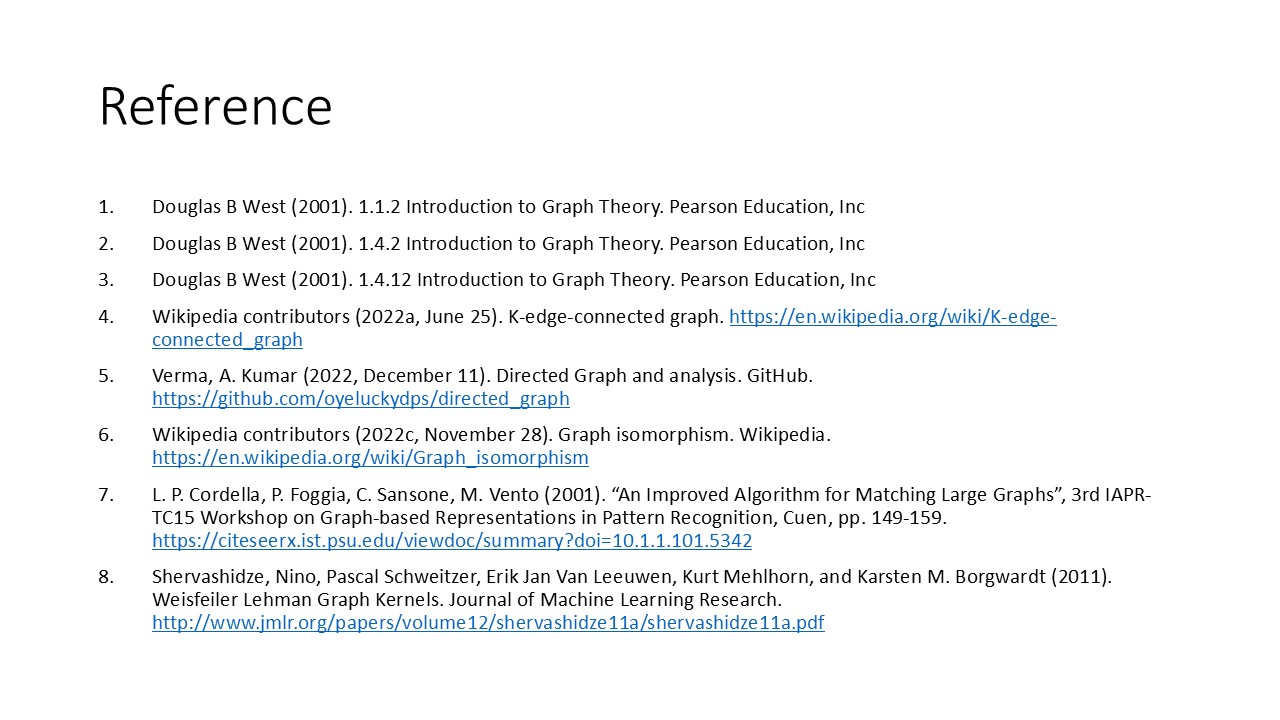 Reference
1. Douglas B West (2001). 1.1.2 Introduction to Graph Theory. Pearson Education, Inc
2. Douglas B West (2001). 1.4.2 Introduction to Graph Theory. Pearson Education, Inc
3. Douglas B West (2001). 1.4.12 Introduction to Graph Theory. Pearson Education, Inc
4. Wikipedia contributors (2022a, June 25). K-edge-connected graph. https://en.wikipedia.org/wiki/K-edge-
connected_graph
5. Verma, A. Kumar (2022, December 11). Directed Graph and analysis. GitHub.
https://github.com/oyeluckydps/directed_graph
6. Wikipedia contributors (2022c, November 28). Graph isomorphism. Wikipedia.
https://en.wikipedia.org/wiki/Graph_isomorphism
7. L. P. Cordella, P. Foggia, C. Sansone, M. Vento (2001). “An Improved Algorithm for Matching Large Graphs”, 3rd IAPR-
TC15 Workshop on Graph-based Representations in Pattern Recognition, Cuen, pp. 149-159.
https://citeseerx.ist.psu.edu/viewdoc/summary?doi=10.1.1.101.5342
8. Shervashidze, Nino, Pascal Schweitzer, Erik Jan Van Leeuwen, Kurt Mehlhorn, and Karsten M. Borgwardt (2011).
Weisfeiler Lehman Graph Kernels. Journal of Machine Learning Research.
http://www.jmlr.org/papers/volume12/shervashidze11a/shervashidze11a.pdf